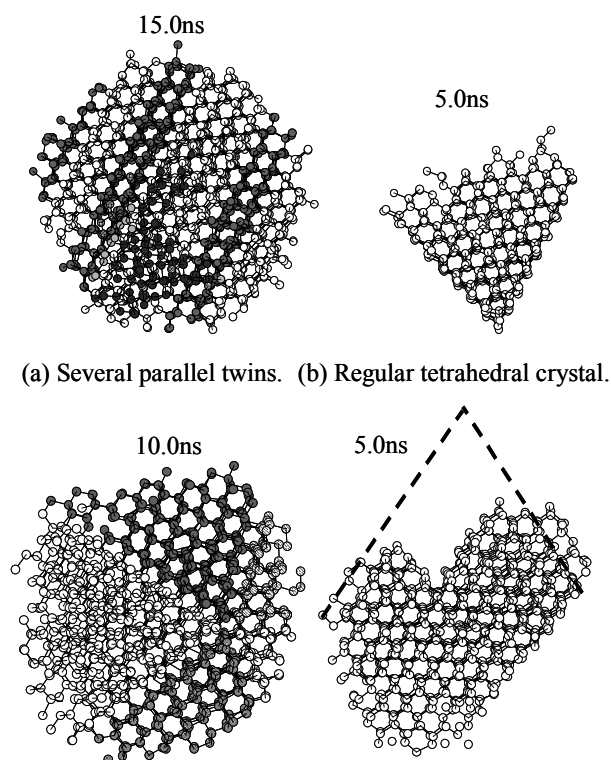 15.0ns
5.0ns
(a) Several parallel twins.
(b) Regular tetrahedral crystal.
10.0ns
5.0ns